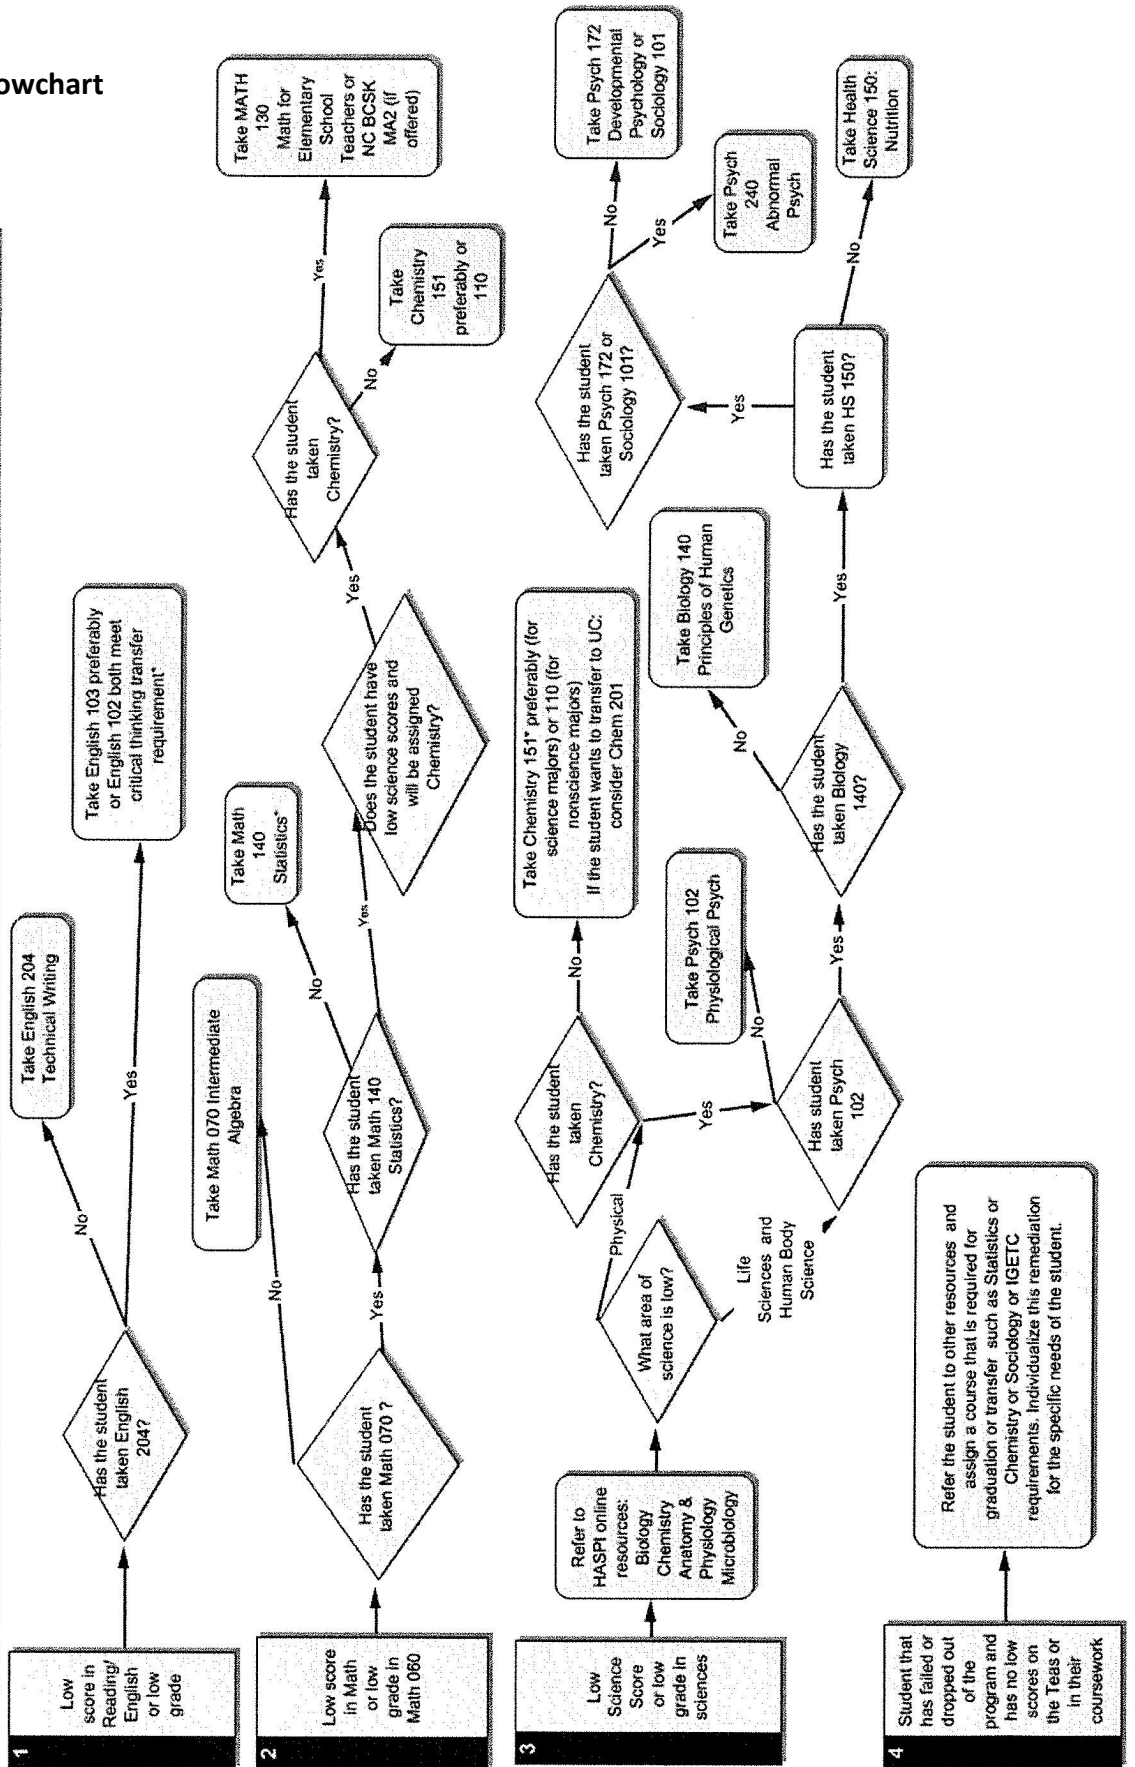 owchart
1
Low
score in
Reading/
English
or low
grade
Has the student
taken English
204?
No
Take English 204
Technical Writing
Yes
Take English 103 preferably
or English 102 both meet
critical thinking transfer
requirement*
2
Low score
in Math
or low
grade in
Math 060
Has the student
taken Math 070 ?
No
Take Math 070 Intermediate
Algebra
Yes
Has the student
taken Math 140
Statistics?
No
Take Math
140
Statistics*
Yes
Does the student have
low science scores and
will be assigned
Chemistry?
Yes
Has the student
taken
Chemistry?
Yes
Take MATH
130
Math for
Elementary
School
Teachers or
NC BCSK
MA2 (if
offered)
No
Take
Chemistry
151
preferably or
110
3
Low
Science
Score
or low
grade in
sciences
Refer to
HASPI online
resources:
Biology
Chemistry
Anatomy &
Physiology
Microbiology
What area of
science is low?
Physical
Has the student
taken
Chemistry?
No
Take Chemistry 151* preferably (for
science majors) or 110 (for
nonscience majors)
If the student wants to transfer to UC:
consider Chem 201
Yes
Life
Sciences and
Human Body
Science
Has student
taken Psych
102
No
Take Psych 102
Physiological Psych
Yes
Has the student
taken Biology
140?
No
Take Biology 140
Principles of Human
Genetics
Yes
Has the student
taken HS 150?
No
Take Health
Science 150:
Nutrition
Yes
Has the student
taken Psych 172 or
Sociology 101?
No
Take Psych 172
Developmental
Psychology or
Sociology 101
Yes
Take Psych
240
Abnormal
Psych
4
Student that
has failed or
dropped out
of the
program and
has no low
scores on
the Teas or
in their
coursework
Refer the student to other resources and
assign a course that is required for
graduation or transfer such as Statistics or
Chemistry or Sociology or IGETC
requirements. Individualize this remediation
for the specific needs of the student.